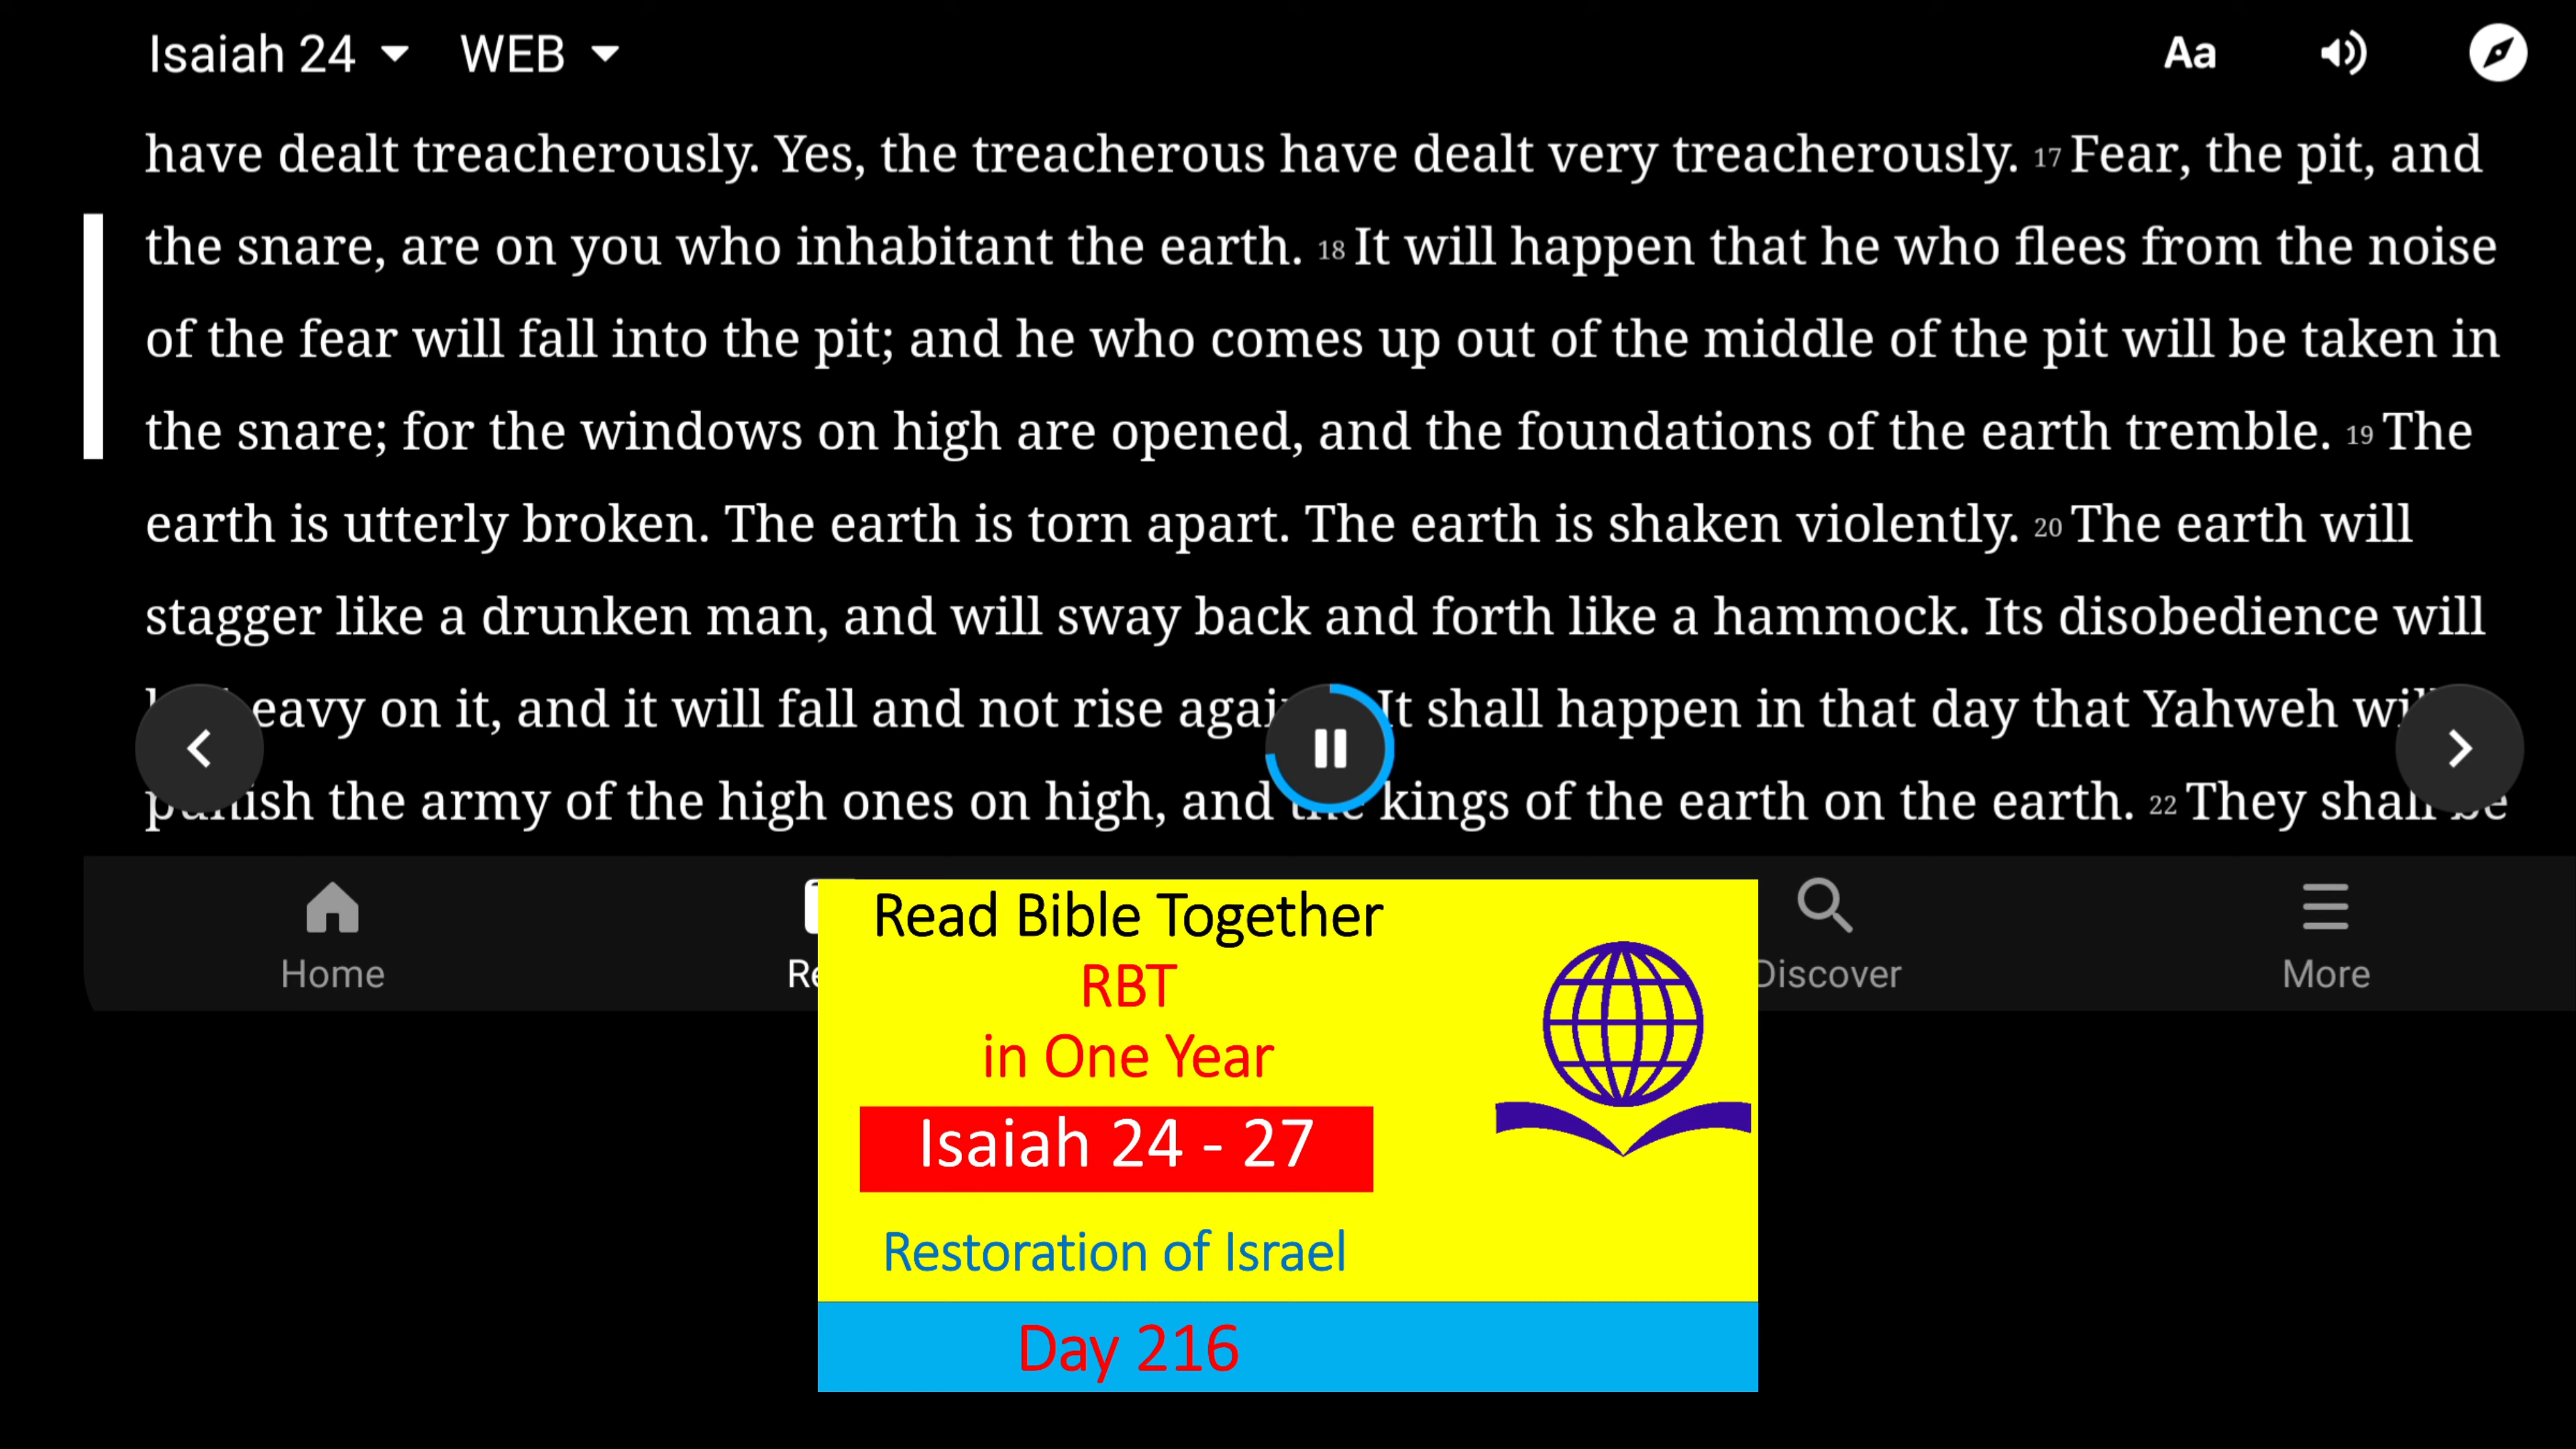 Isaiah 24 WEB Aa
have dealt treacherously. Yes, the treacherous have dealt very treacherously. 17 Fear, the pit, and
the snare, are on you who inhabitant the earth. 18 It will happen that he who flees from the noise
of the fear will fall into the pit; and he who comes up out of the middle of the pit will be taken in
the snare; for the windows on high are opened, and the foundations of the earth tremble. 19 The
earth is utterly broken. The earth is torn apart. The earth is shaken violently. 20 The earth will
stagger like a drunken man, and will sway back and forth like a hammock. Its disobedience will
on it, and it will fall and not rise It shall happen in that day that Yahweh
the army of the high ones on high, and kings of the earth on the earth. 22 They
Home Discover More
Read Bible Together
RBT
in One Year
Isaiah 24 - 27
Restoration of Israel
Day 216